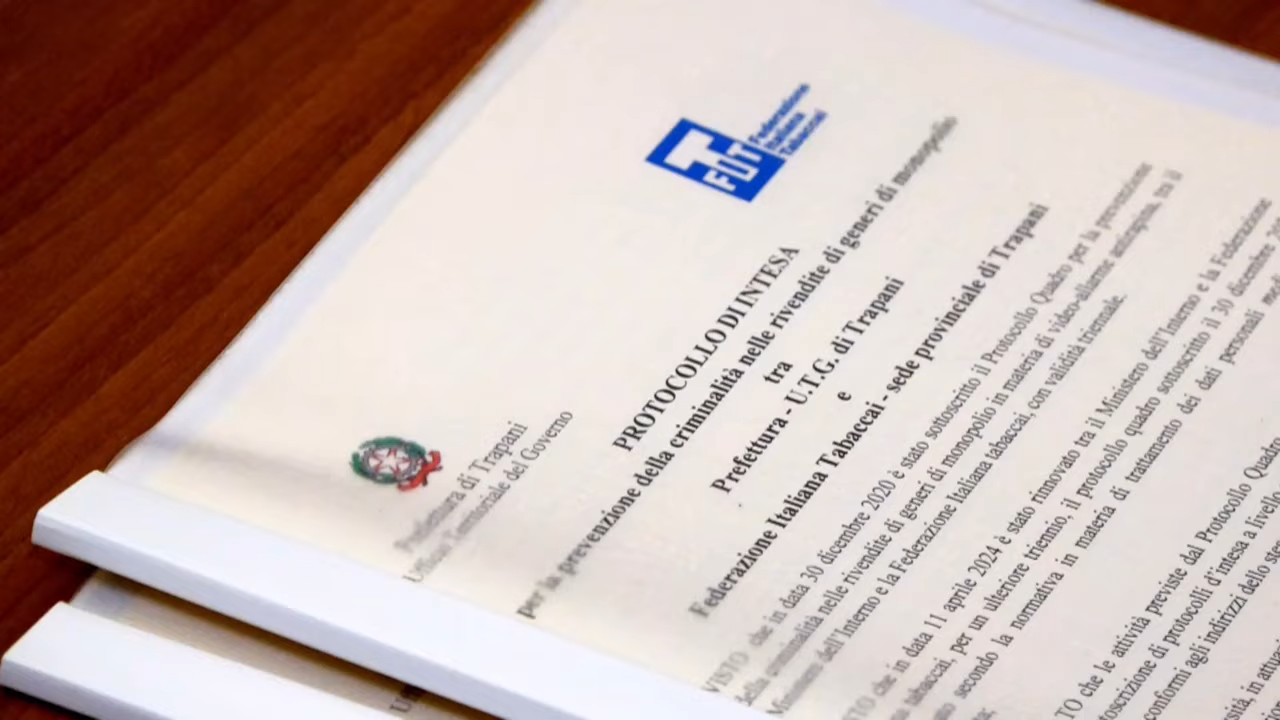 FIT Federazione
Italiana
Tabaccai
Prefettura di Trapani
Ufficio Territoriale del Governo
PROTOCOLLO DI INTESA
per la prevenzione della criminalità nelle rivendite di generi di monopolio
tra
Prefettura - U.T.G. di Trapani
e
Federazione Italiana Tabaccai - sede provinciale di Trapani
VISTO che in data 30 dicembre 2020 è stato sottoscritto il Protocollo Quadro per la prevenzione
della criminalità nelle rivendite di generi di monopolio in materia di video-allarme antirapina, tra il
Ministero dell'Interno e la Federazione Italiana tabaccai, con validità triennale.
TO che in data 11 aprile 2024 è stato rinnovato tra il Ministero dell'Interno e la Federazione
tabaccai, per un ulteriore triennio, il protocollo quadro sottoscritto il 30 dicembre 20
secondo la normativa in materia di trattamento dei dati personali
TO che le attività previste dal Protocollo Quadro
oscrizione di protocolli d'intesa a livello
conformi agli indirizzi dello
ità, in